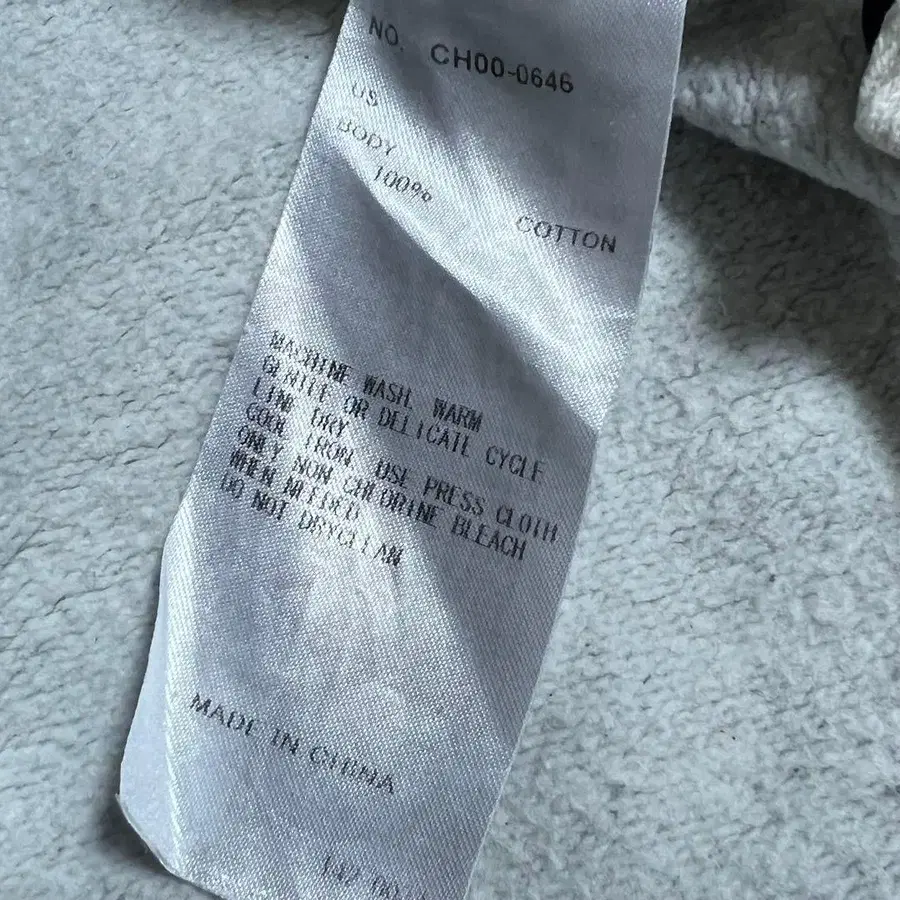 NO. CH00-0646
US
BODY
100% COTTON
MACHINE WASH, WARM
GENTLE OR DELICATE CYCLE
LINE DRY
COOL IRON, USE PRESS CLOTH
ONLY NON CHLORINE BLEACH
WHEN NEEDED
DO NOT DRYCLEAN
MADE IN CHINA